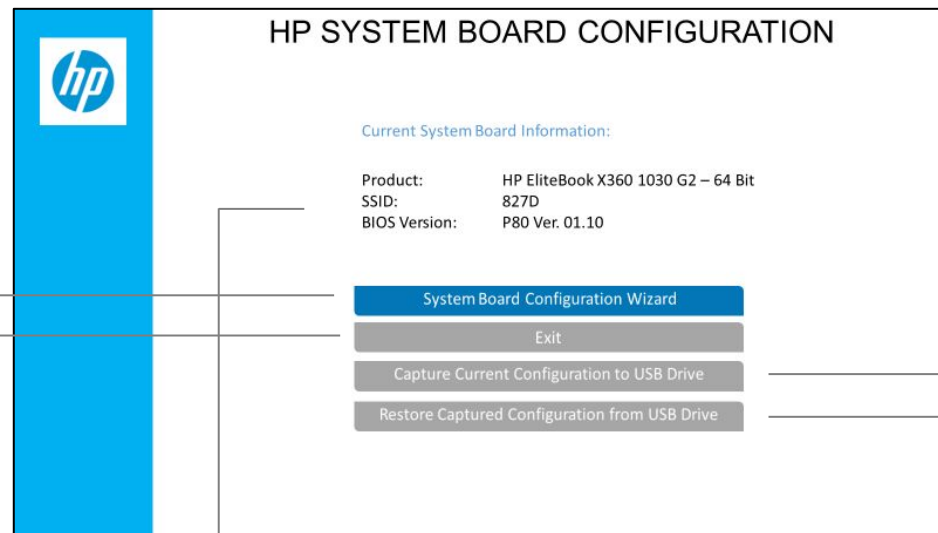 HP SYSTEM BOARD CONFIGURATION
hp
Current System Board Information:
Product: HP EliteBook X360 1030 G2 – 64 Bit
SSID: 827D
BIOS Version: P80 Ver. 01.10
System Board Configuration Wizard
Exit
Capture Current Configuration to USB Drive
Restore Captured Configuration from USB Drive